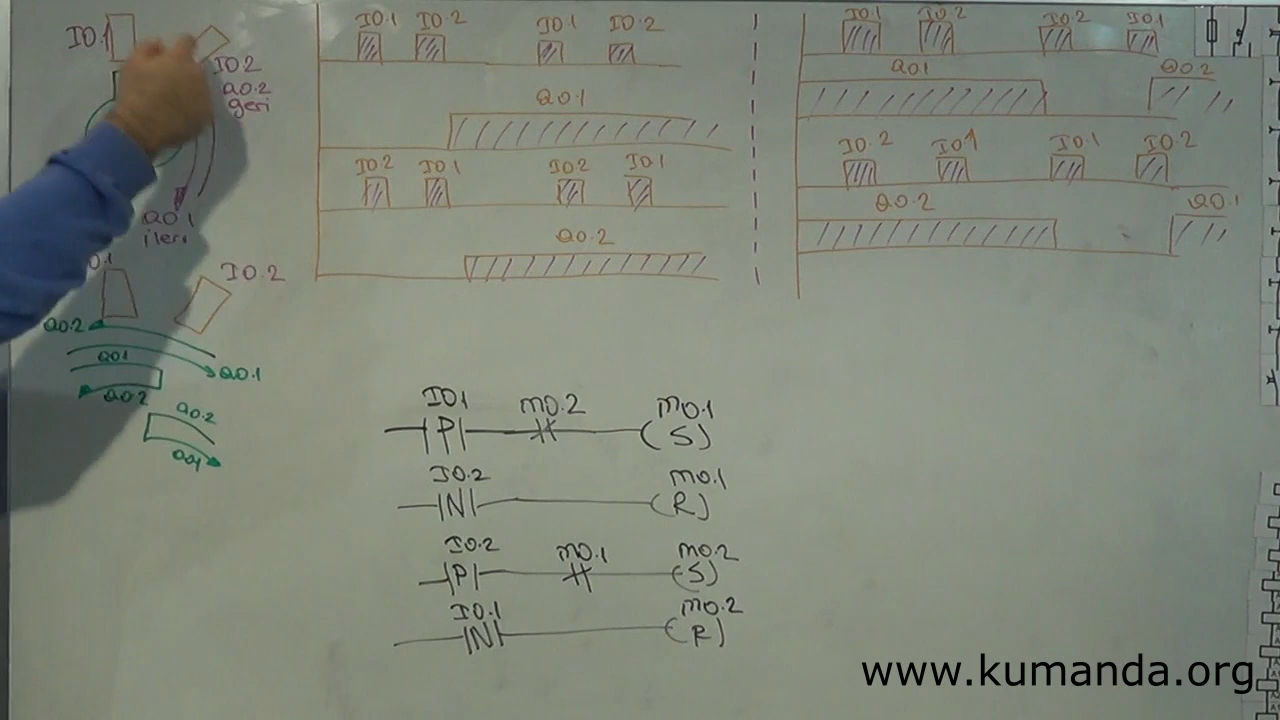 I0.1
I0.2
Q0.2
geri
Q0.1
ileri
0.1
I0.2
Q0.2
Q0.1
Q0.1
Q0.2
Q0.2
Q0.1
I0.1 I0.2 I0.1 I0.2
Q0.1
I0.2 I0.1 I0.2 I0.1
Q0.2
I0.1 I0.2 I0.2 I0.1
Q0.1 Q0.2
I0.2 I0.1 I0.1 I0.2
Q0.2 Q0.1
I0.1 M0.2 M0.1
P (S)
I0.2 M0.1
N (R)
I0.2 M0.1 M0.2
P (S)
I0.1 M0.2
N (R)
www.kumanda.org